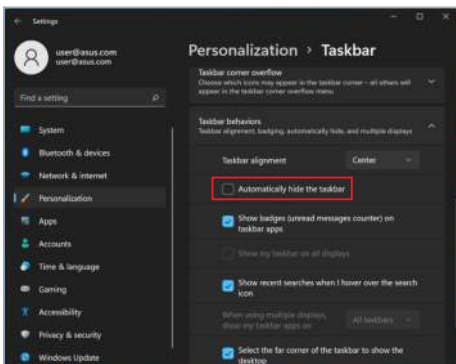 Settings
user@asus.com
user@asus.com
Find a setting
System
Bluetooth & devices
Network & internet
Personalization
Apps
Accounts
Time & language
Gaming
Accessibility
Privacy & security
Windows Update
Personalization > Taskbar
Taskbar corner overflow
Choose which icons may appear in the taskbar corner – all others will
appear in the taskbar corner overflow menu
Taskbar behaviors
Taskbar alignment, badging, automatically hide, and multiple displays
Taskbar alignment
Center
Automatically hide the taskbar
Show badges (unread messages counter) on
taskbar apps
Show my taskbar on all displays
Show recent searches when I hover over the search
icon
When using multiple displays,
show my taskbar apps on
All taskbars
Select the far corner of the taskbar to show the
desktop